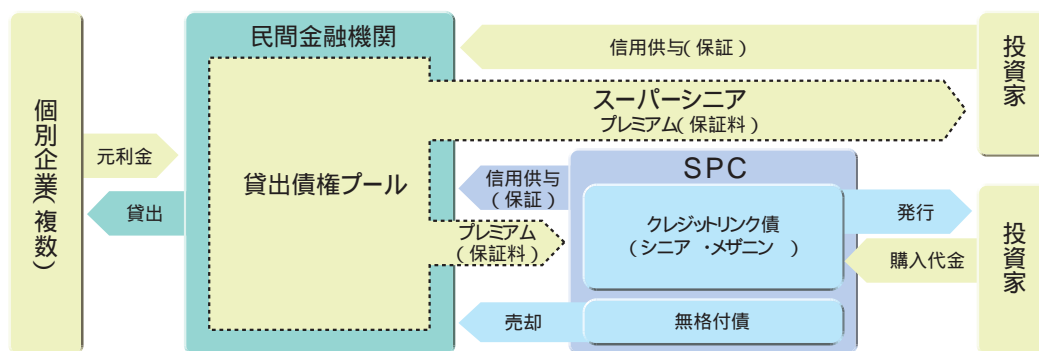 個別企業(複数)
元利金
貸出
民間金融機関
貸出債権プール
信用供与(保証)
スーパーシニア
プレミアム(保証料)
信用供与
(保証)
プレミアム
(保証料)
売却
SPC
クレジットリンク債
(シニア・メザニン)
無格付債
発行
購入代金
投資家
投資家